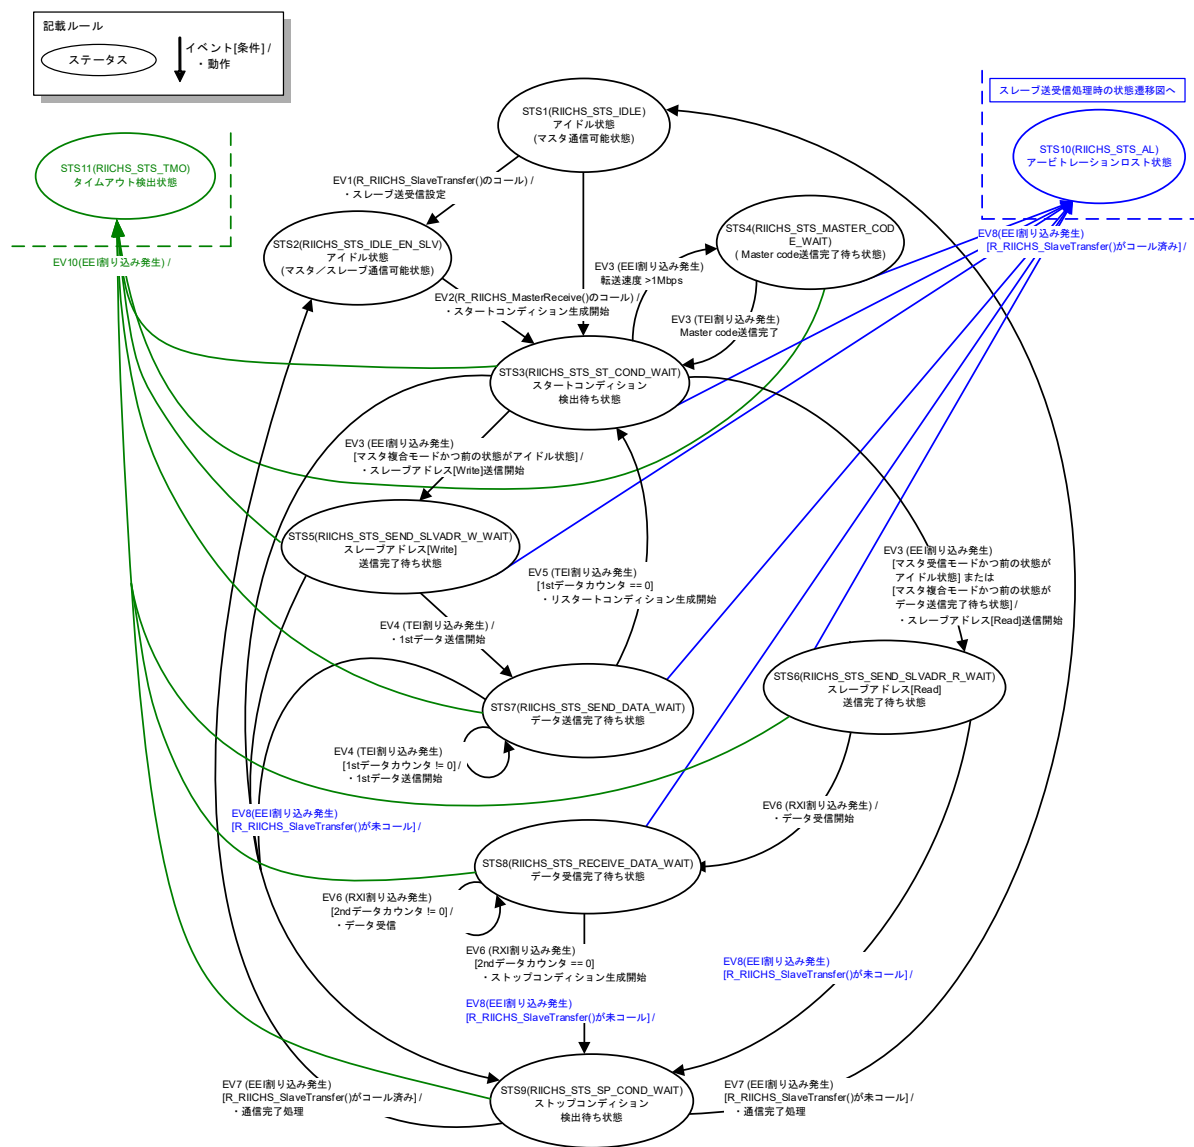 記載ルール
ステータス
イベント[条件] /
・動作
スレーブ送受信処理時の状態遷移図へ
STS1(RIICHS_STS_IDLE)
アイドル状態
(マスタ通信可能状態)
STS10(RIICHS_STS_AL)
アービトレーションロスト状態
STS11(RIICHS_STS_TMO)
タイムアウト検出状態
EV1(R_RIICHS_SlaveTransfer()のコール) /
・スレーブ送受信設定
STS2(RIICHS_STS_IDLE_EN_SLV)
アイドル状態
(マスタ／スレーブ通信可能状態)
STS4(RIICHS_STS_MASTER_COD
E_WAIT)
( Master code送信完了待ち状態)
EV8(EEI割り込み発生)
[R_RIICHS_SlaveTransfer()がコール済み] /
EV10(EEI割り込み発生) /
EV3 (EEI割り込み発生)
転送速度 >1Mbps
EV2(R_RIICHS_MasterReceive()のコール) /
・スタートコンディション生成開始
EV3 (TEI割り込み発生)
Master code送信完了
STS3(RIICHS_STS_ST_COND_WAIT)
スタートコンディション
検出待ち状態
EV3 (EEI割り込み発生)
[マスタ複合モードかつ前の状態がアイドル状態] /
・スレーブアドレス[Write]送信開始
STS5(RIICHS_STS_SEND_SLVADR_W_WAIT)
スレーブアドレス[Write]
送信完了待ち状態
EV3 (EEI割り込み発生)
[マスタ受信モードかつ前の状態が
アイドル状態] または
[マスタ複合モードかつ前の状態が
データ送信完了待ち状態] /
・スレーブアドレス[Read]送信開始
EV5 (TEI割り込み発生)
[1stデータカウンタ == 0]
・リスタートコンディション生成開始
EV4 (TEI割り込み発生) /
・1stデータ送信開始
STS6(RIICHS_STS_SEND_SLVADR_R_WAIT)
スレーブアドレス[Read]
送信完了待ち状態
STS7(RIICHS_STS_SEND_DATA_WAIT)
データ送信完了待ち状態
EV4 (TEI割り込み発生)
[1stデータカウンタ != 0] /
・1stデータ送信開始
EV8(EEI割り込み発生)
[R_RIICHS_SlaveTransfer()が未コール] /
EV6 (RXI割り込み発生) /
・データ受信開始
STS8(RIICHS_STS_RECEIVE_DATA_WAIT)
データ受信完了待ち状態
EV6 (RXI割り込み発生)
[2ndデータカウンタ != 0] /
・データ受信
EV6 (RXI割り込み発生)
[2ndデータカウンタ == 0]
・ストップコンディション生成開始
EV8(EEI割り込み発生)
[R_RIICHS_SlaveTransfer()が未コール] /
EV8(EEI割り込み発生)
[R_RIICHS_SlaveTransfer()が未コール] /
EV7 (EEI割り込み発生)
[R_RIICHS_SlaveTransfer()がコール済み] /
・通信完了処理
STS9(RIICHS_STS_SP_COND_WAIT)
ストップコンディション
検出待ち状態
EV7 (EEI割り込み発生)
[R_RIICHS_SlaveTransfer()が未コール] /
・通信完了処理